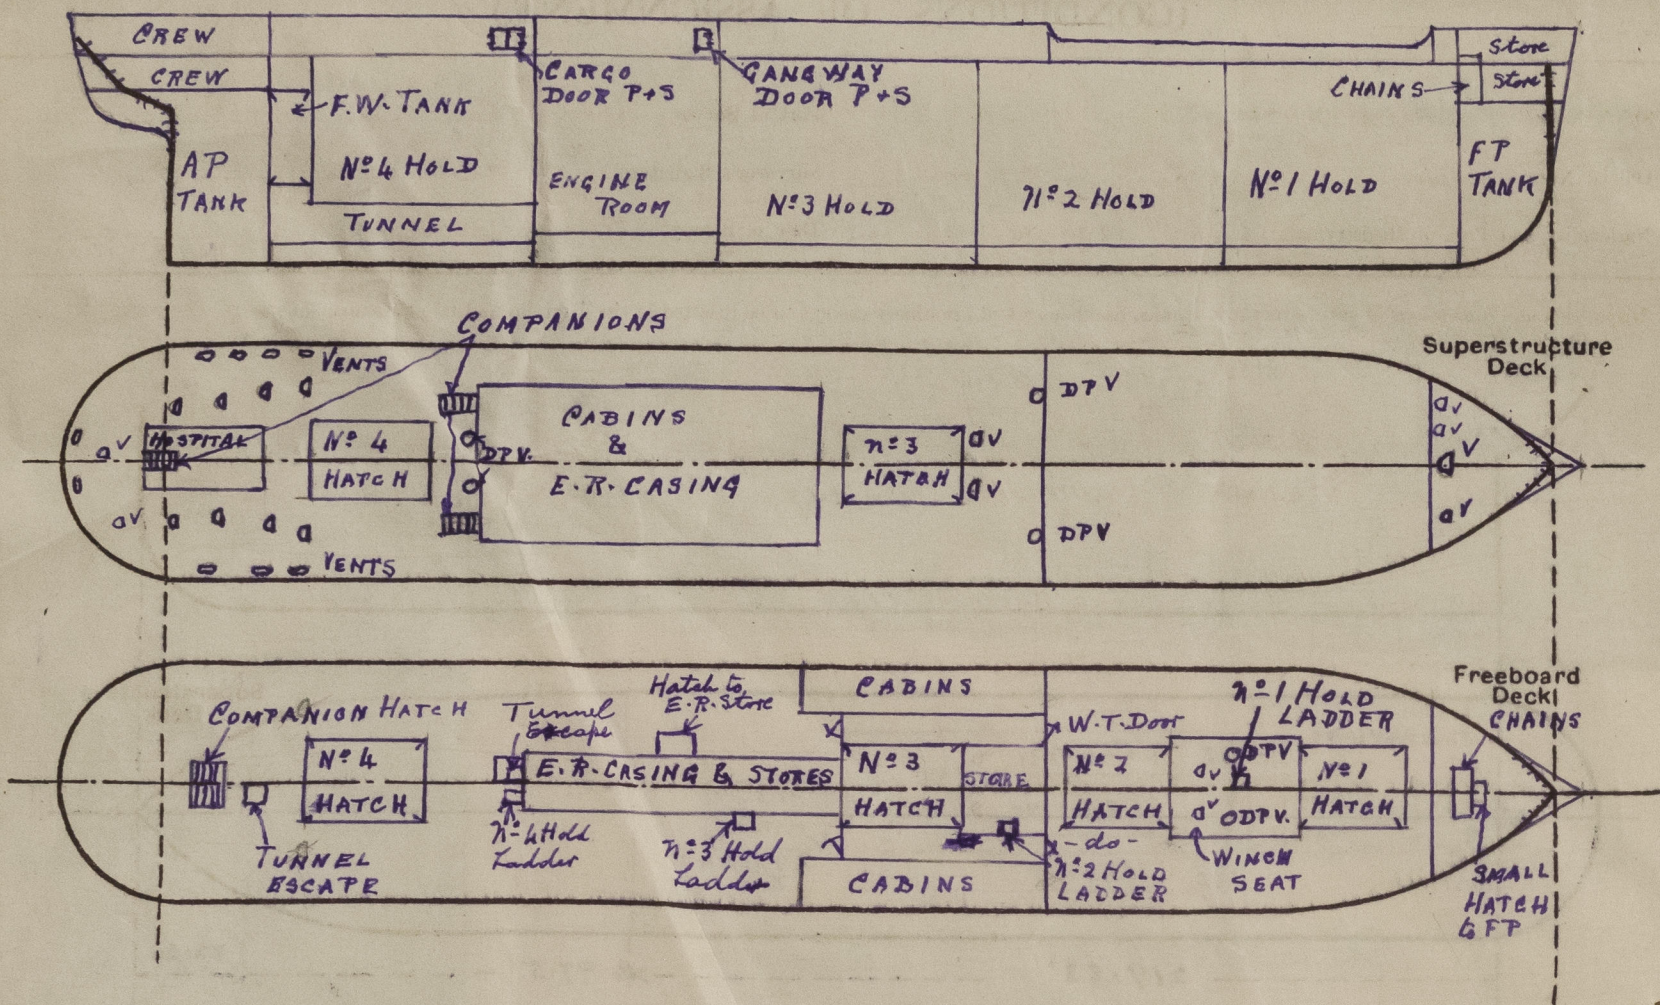 CREW
CREW
CARGO
DOOR P+S
GANGWAY
DOOR P+S
CHAINS
Store
Store
F.W. TANK
AP
TANK
Nº 4 HOLD
TUNNEL
ENGINE
ROOM
Nº 3 HOLD
Nº 2 HOLD
Nº 1 HOLD
FP
TANK
COMPANIONS
Superstructure
Deck
VENTS
DPV
CABINS
&
E.R. CASING
HOSPITAL
V
Nº 4
HATCH
DPV.
Nº 3
HATCH
V
V
V
V
V
V
V
DPV
VENTS
Freeboard
Deck
CHAINS
COMPANION HATCH
Tunnel
Escape
Hatch to
E.R. Store
CABINS
W.T. Door
Nº 1 HOLD
LADDER
Nº 4
HATCH
E.R. CASING & STORES
Nº 3
HATCH
STORE
Nº 2
HATCH
DPV
V
V
DPV.
Nº 1
HATCH
TUNNEL
ESCAPE
Nº 4 Hold
Ladder
Nº 3 Hold
Ladder
CABINS
- do -
Nº 2 HOLD
LADDER
WINCH
SEAT
SMALL
HATCH
to FP